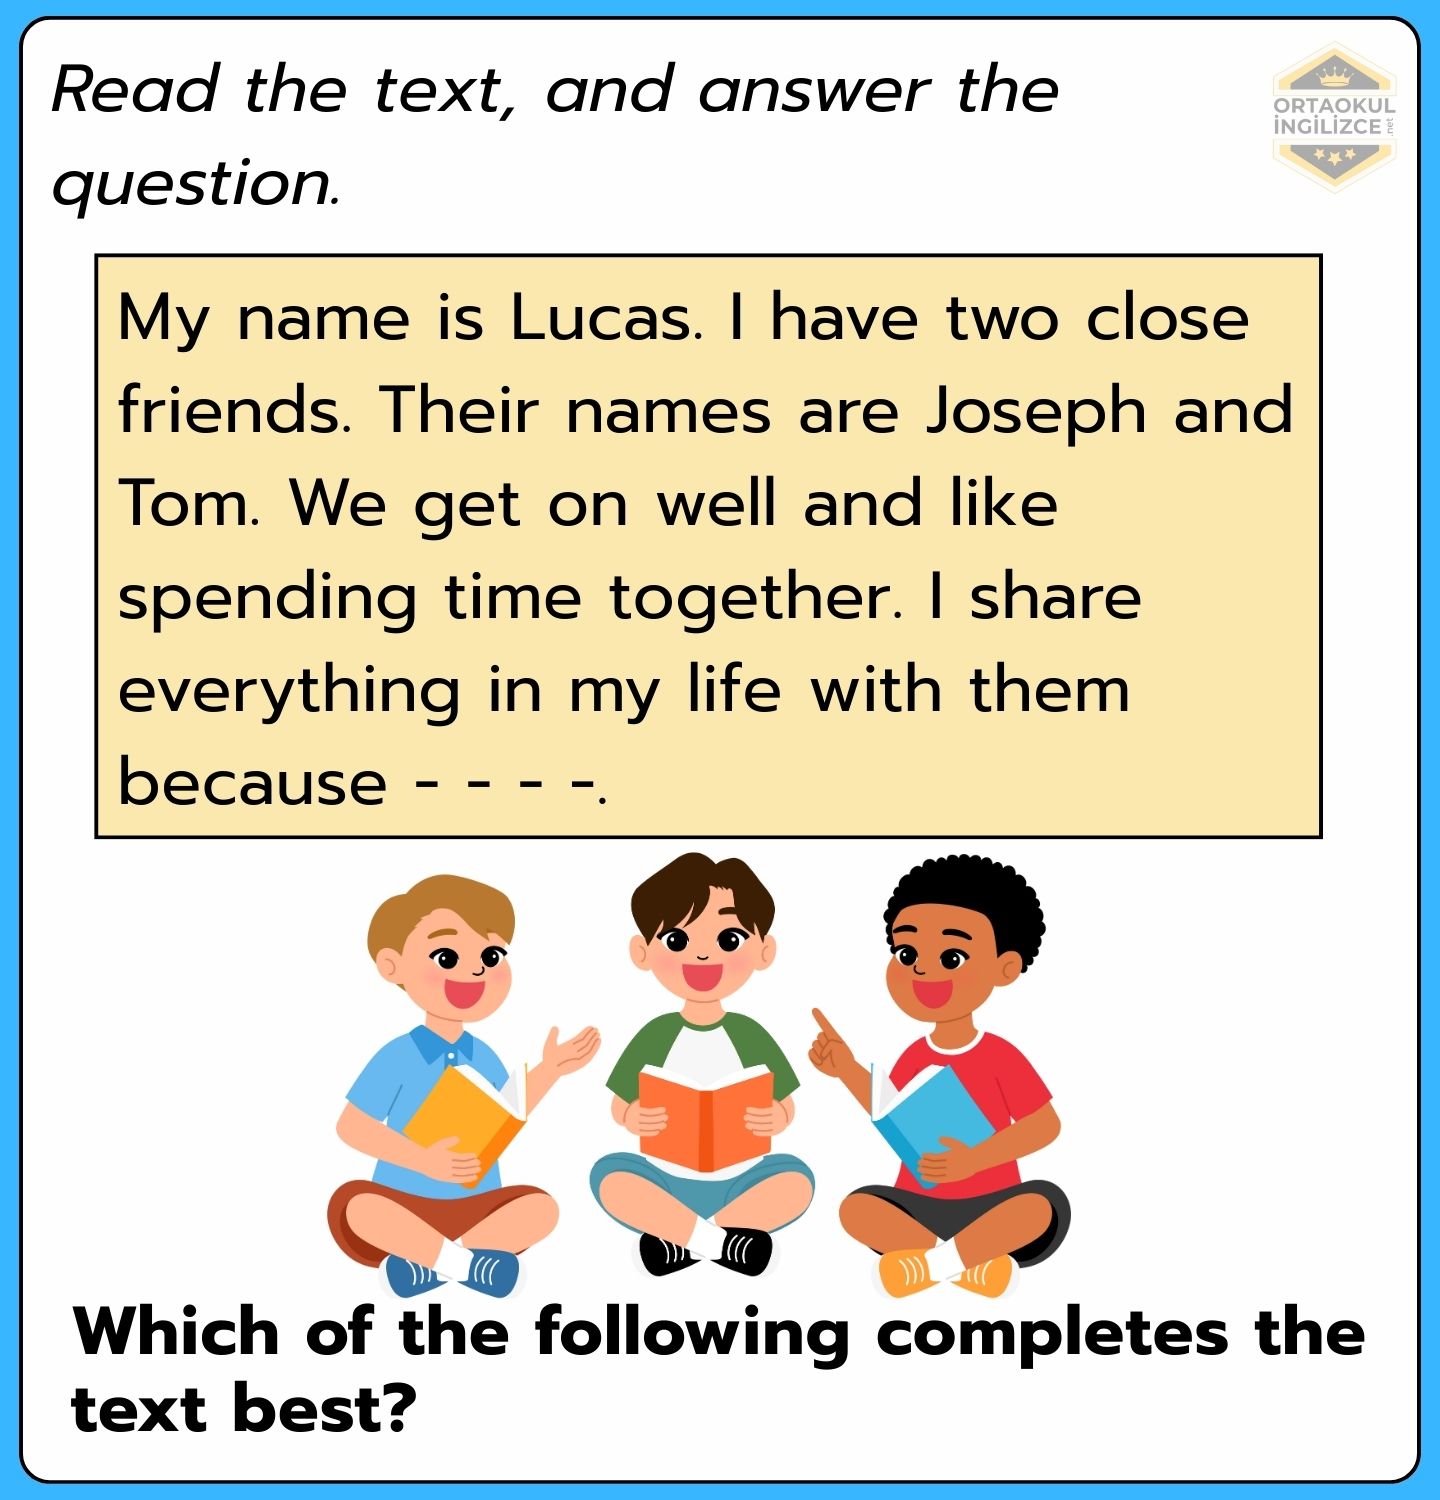 Read the text, and answer the
question.
ORTAOKUL
İNGİLİZCE
.net
My name is Lucas. I have two close
friends. Their names are Joseph and
Tom. We get on well and like
spending time together. I share
everything in my life with them
because - - - -.
Which of the following completes the
text best?